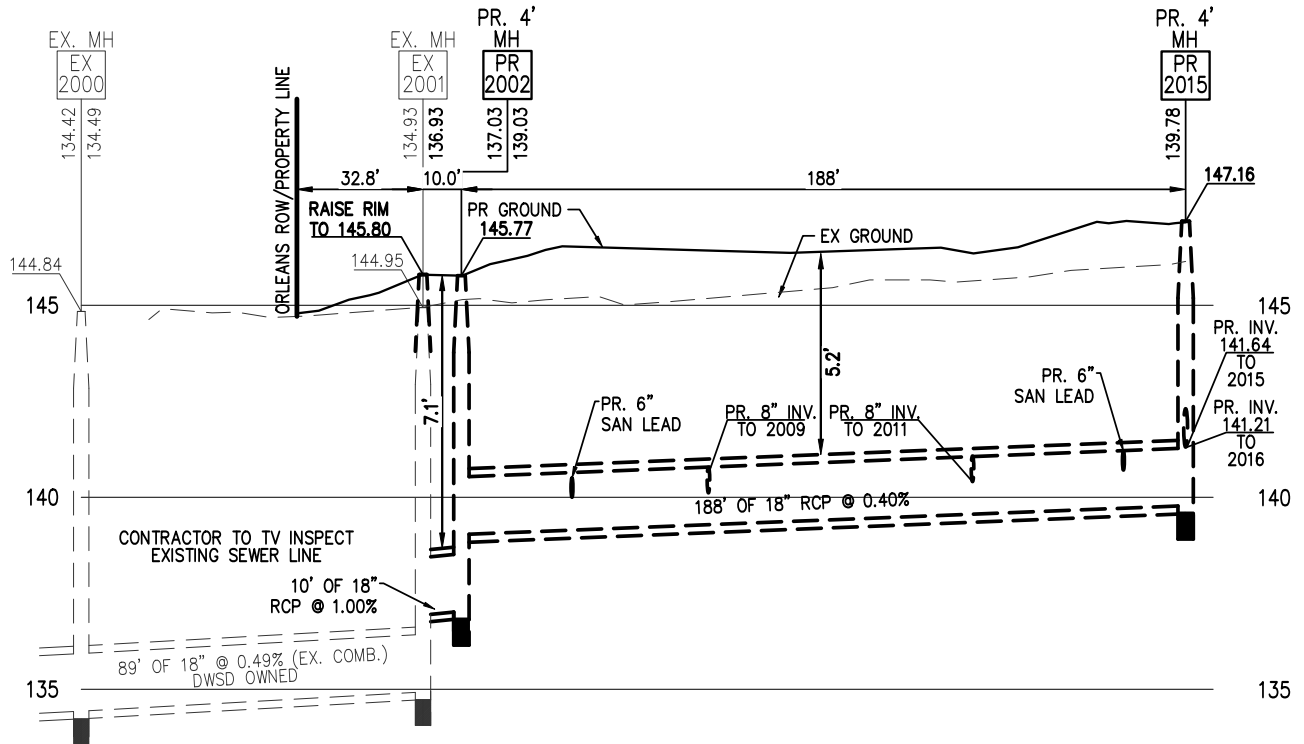 EX. MH
EX
2000
134.42
134.49
ORLEANS ROW/PROPERTY LINE
EX. MH
EX
2001
134.93
136.93
PR. 4'
MH
PR
2002
137.03
139.03
PR. 4'
MH
PR
2015
139.78
32.8'
10.0'
188'
147.16
RAISE RIM
TO 145.80
PR GROUND
145.77
EX GROUND
144.84
144.95
145
145
7.1'
5.2'
PR. INV.
141.64
TO
2015
PR. 6"
SAN LEAD
PR. 8" INV.
TO 2009
PR. 8" INV.
TO 2011
PR. 6"
SAN LEAD
PR. INV.
141.21
TO
2016
140
188' OF 18" RCP @ 0.40%
140
CONTRACTOR TO TV INSPECT
EXISTING SEWER LINE
10' OF 18"
RCP @ 1.00%
89' OF 18" @ 0.49% (EX. COMB.)
DWSD OWNED
135
135